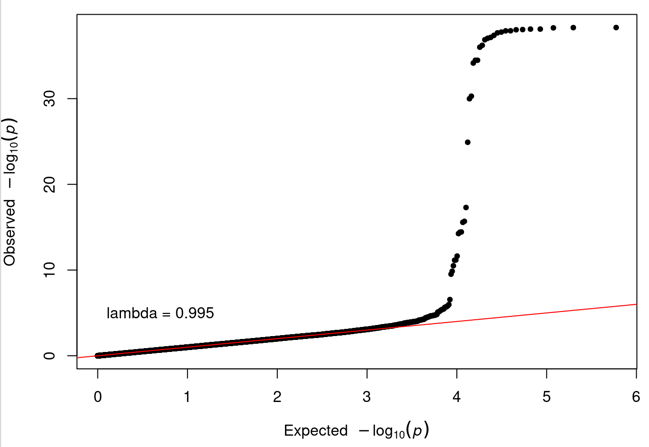 Observed −log10(p)
30
20
10
0
lambda = 0.995
0 1 2 3 4 5 6
Expected −log10(p)